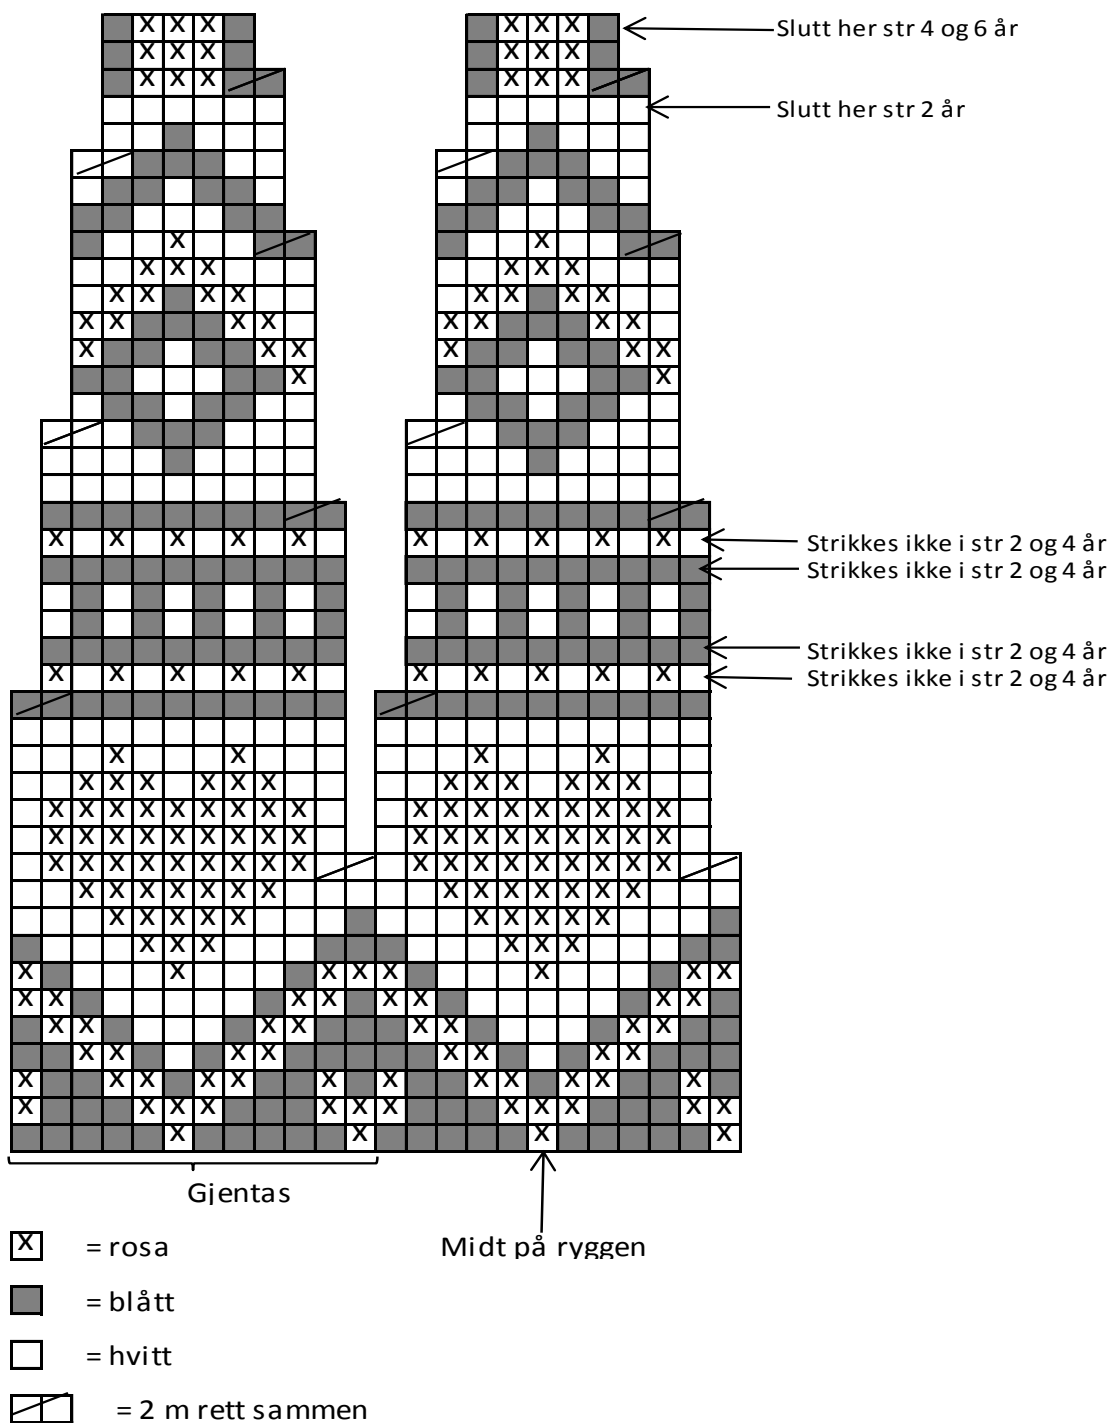 Slutt her str 4 og 6 år
Slutt her str 2 år
Strikkes ikke i str 2 og 4 år
Strikkes ikke i str 2 og 4 år
Strikkes ikke i str 2 og 4 år
Strikkes ikke i str 2 og 4 år
Gjentas
Midt på ryggen
X = rosa
= blått
= hvitt
= 2 m rett sammen